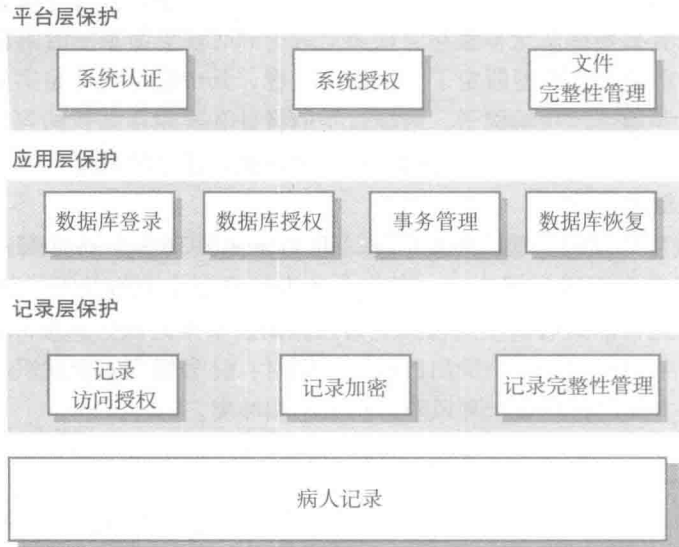 平台层保护
系统认证
系统授权
文件
完整性管理
应用层保护
数据库登录
数据库授权
事务管理
数据库恢复
记录层保护
记录
访问授权
记录加密
记录完整性管理
病人记录